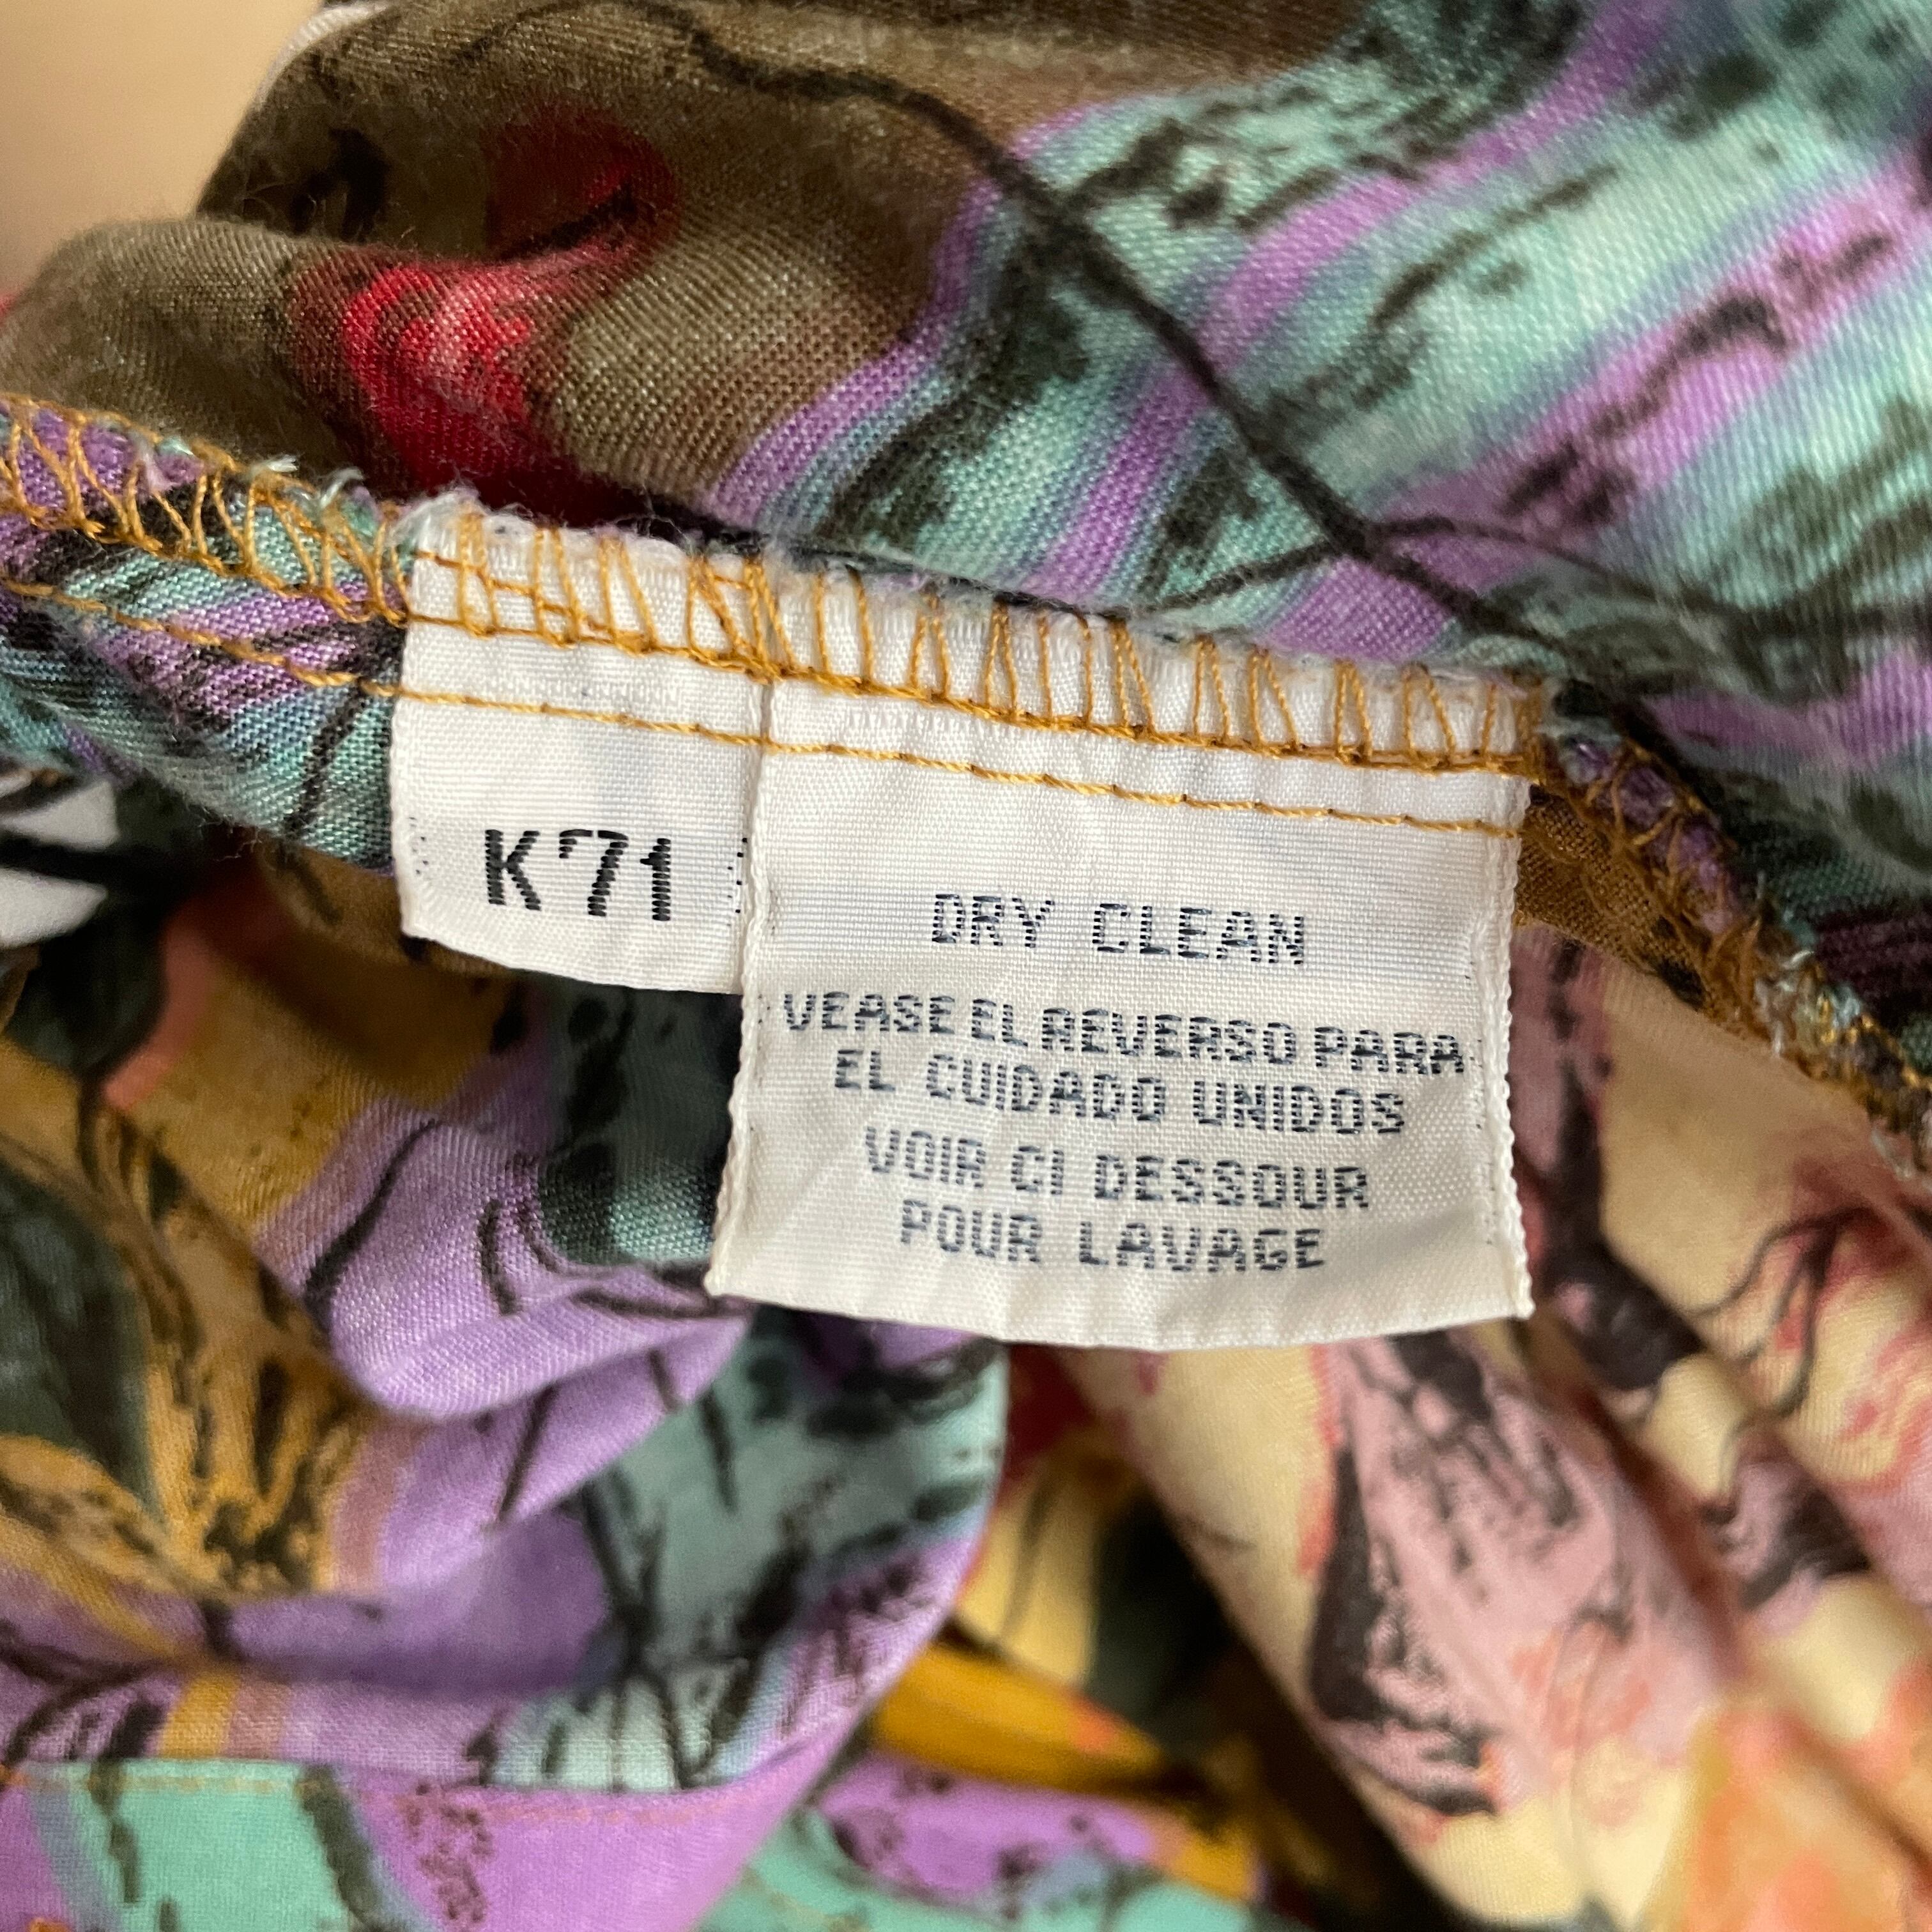 K'71
DRY CLEAN
VEASE EL REVERSO PARA
EL CUIDADO UNIDOS
VOIR CI DESSOUR
POUR LAVAGE